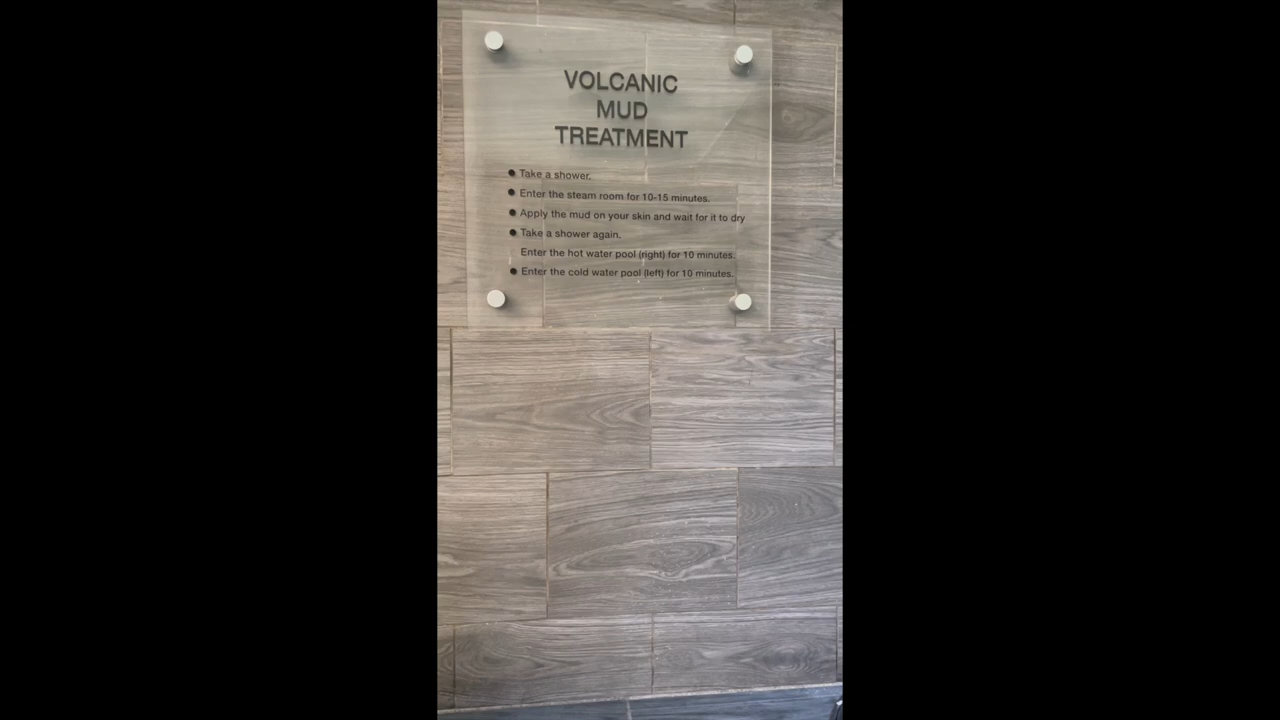 VOLCANIC
MUD
TREATMENT
● Take a shower.
● Enter the steam room for 10-15 minutes.
● Apply the mud on your skin and wait for it to dry
● Take a shower again.
Enter the hot water pool (right) for 10 minutes.
● Enter the cold water pool (left) for 10 minutes.